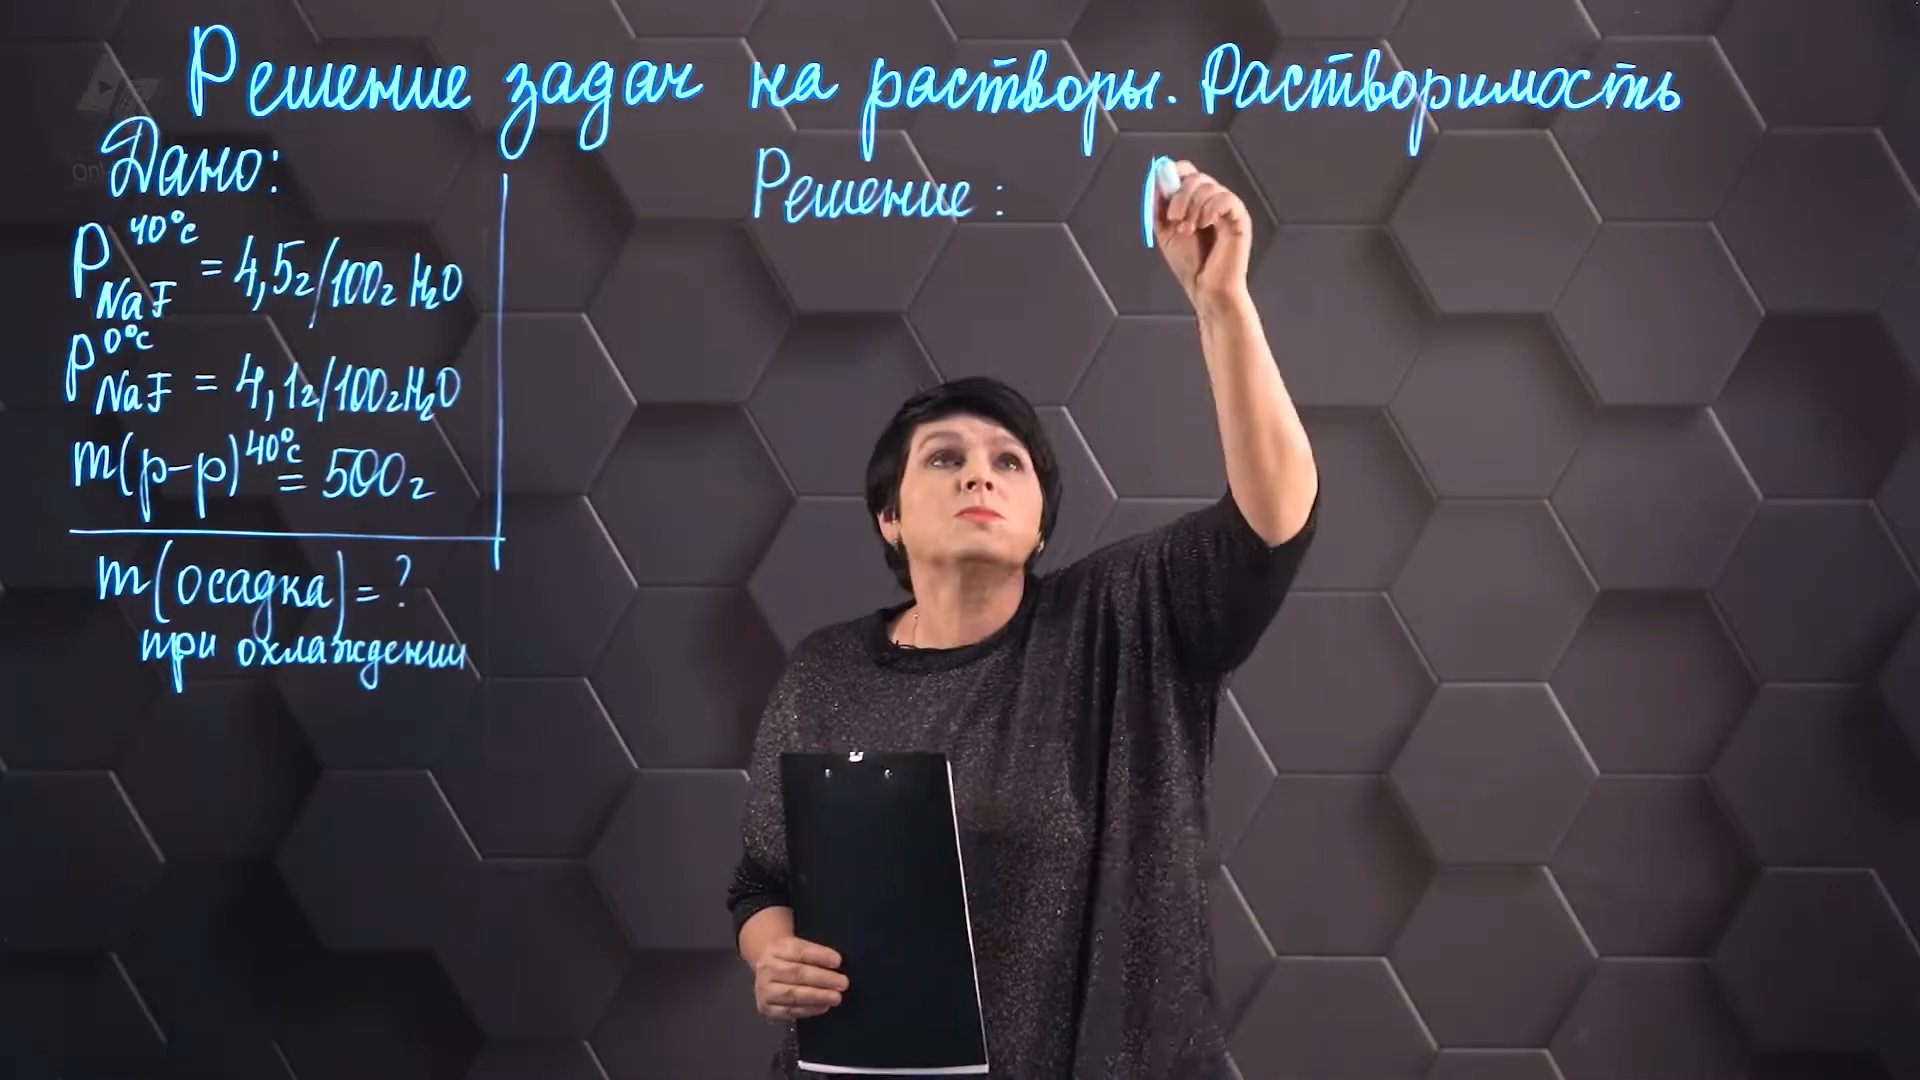 Решение задач на растворы. Растворимость
Дано:
Решение: р
р 40°C NaF = 4,5г/100г H₂O
р 0°C NaF = 4,1г/100г H₂O
m(р-р) 40°C = 500г
m(осадка) = ?
при охлаждении